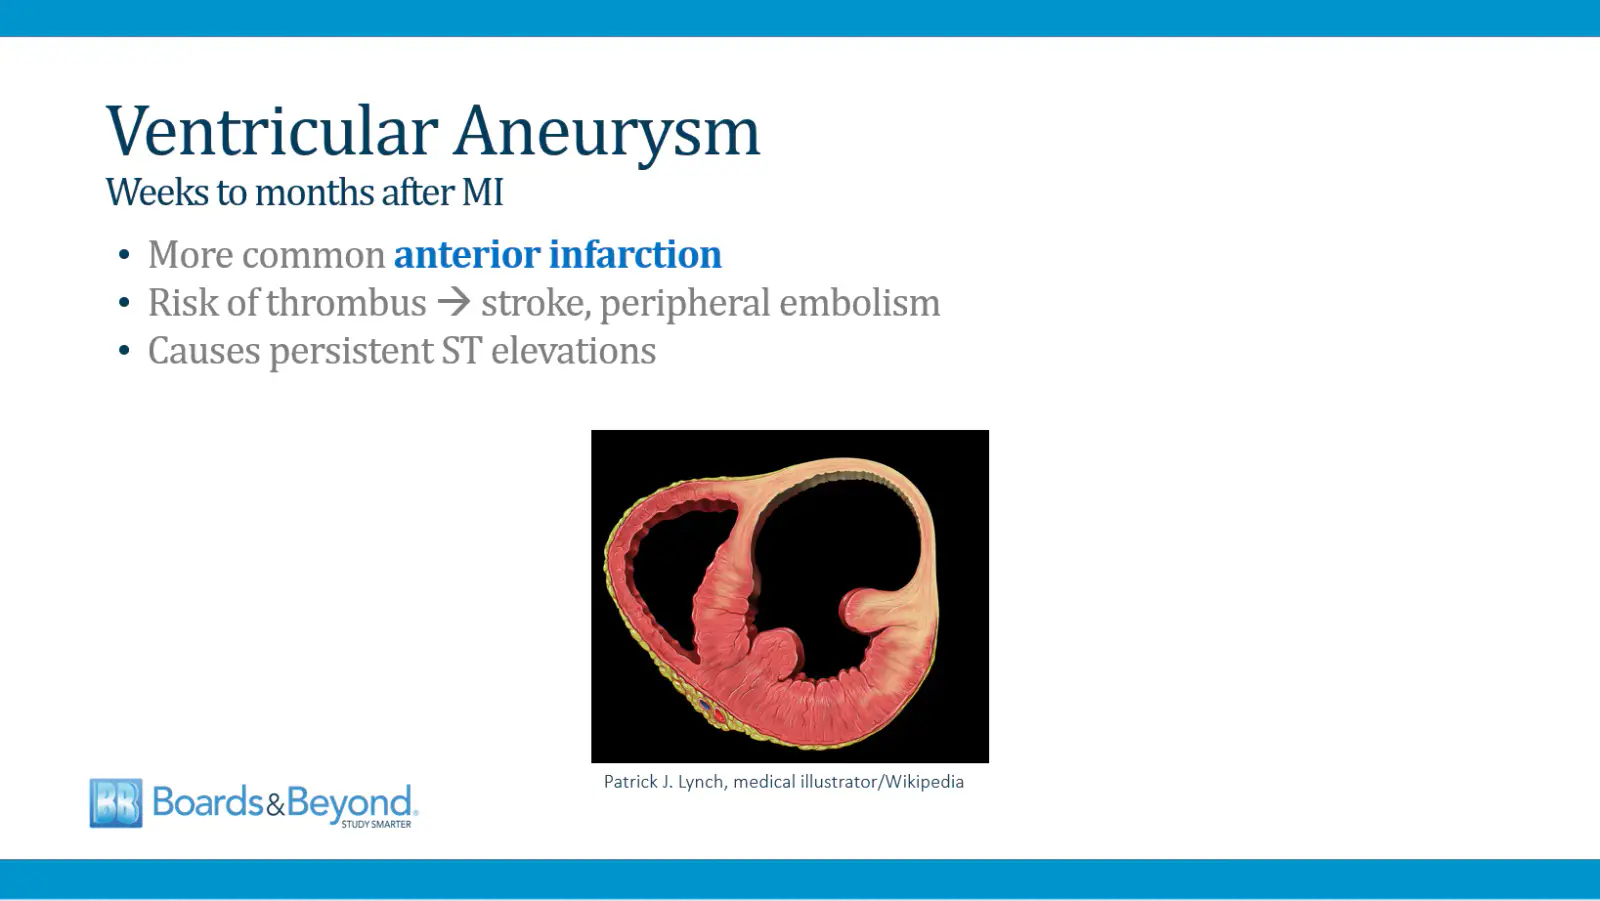 Ventricular Aneurysm
Weeks to months after MI
• More common anterior infarction
• Risk of thrombus → stroke, peripheral embolism
• Causes persistent ST elevations
Patrick J. Lynch, medical illustrator/Wikipedia
BB Boards&Beyond®
STUDY SMARTER